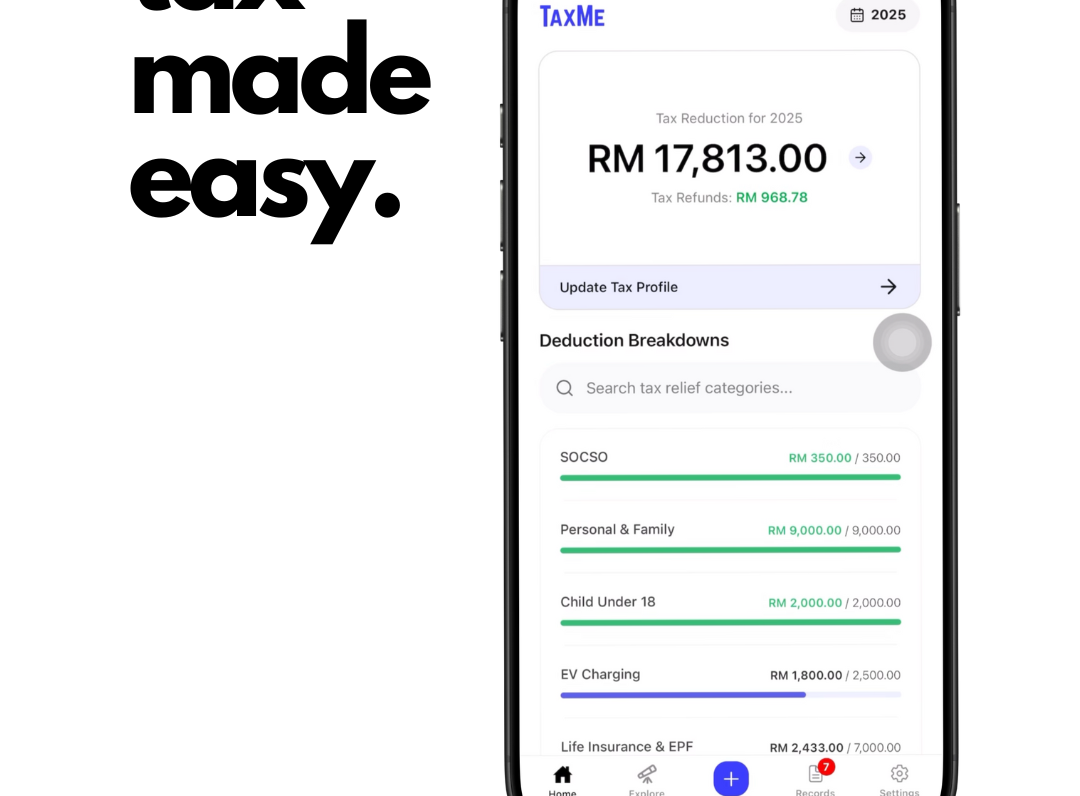 tax
made
easy.
TaxMe
2025
Tax Reduction for 2025
RM 17,813.00
Tax Refunds: RM 968.78
Update Tax Profile
Deduction Breakdowns
Search tax relief categories...
SOCSO RM 350.00 / 350.00
Personal & Family RM 9,000.00 / 9,000.00
Child Under 18 RM 2,000.00 / 2,000.00
EV Charging RM 1,800.00 / 2,500.00
Life Insurance & EPF RM 2,433.00 / 7,000.00
7
Home Explore Records Settings